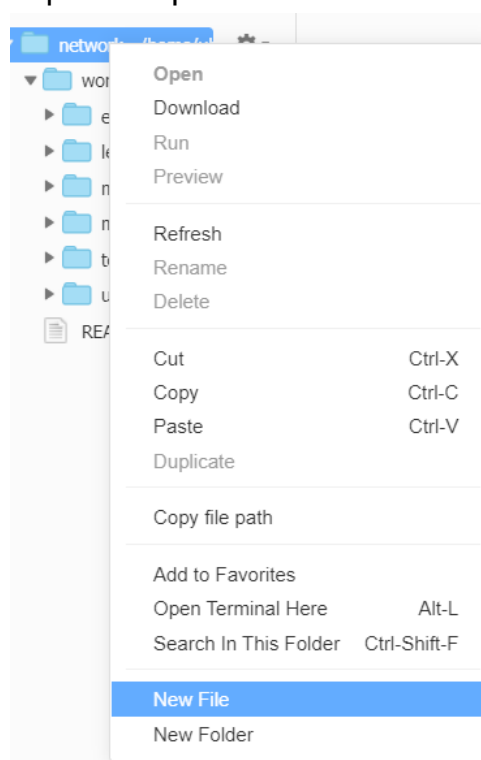 network
Open
Download
Run
Preview
Refresh
Rename
Delete
Cut Ctrl-X
Copy Ctrl-C
Paste Ctrl-V
Duplicate
Copy file path
Add to Favorites
Open Terminal Here Alt-L
Search In This Folder Ctrl-Shift-F
New File
New Folder